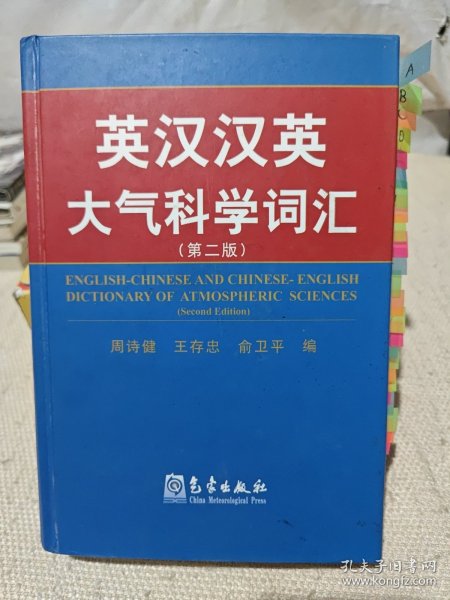 英汉汉英
大气科学词汇
(第二版)
ENGLISH-CHINESE AND CHINESE- ENGLISH
DICTIONARY OF ATMOSPHERIC SCIENCES
(Second Edition)
周诗健 王存忠 俞卫平 编
气象出版社
China Meteorological Press
A
B
C
D
孔夫子旧书网
www.kongfz.com